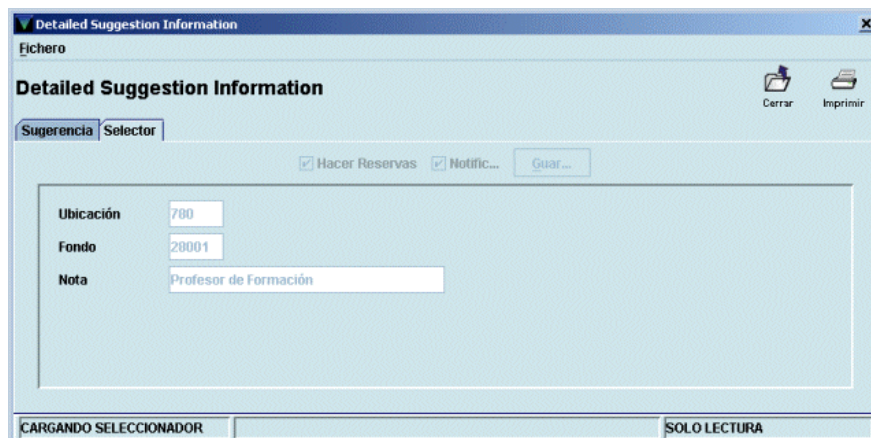 Detailed Suggestion Information
Fichero
Detailed Suggestion Information
Cerrar
Imprimir
Sugerencia Selector
Hacer Reservas Notific... Guar...
Ubicación 780
Fondo 28001
Nota Profesor de Formación
CARGANDO SELECCIONADOR SOLO LECTURA